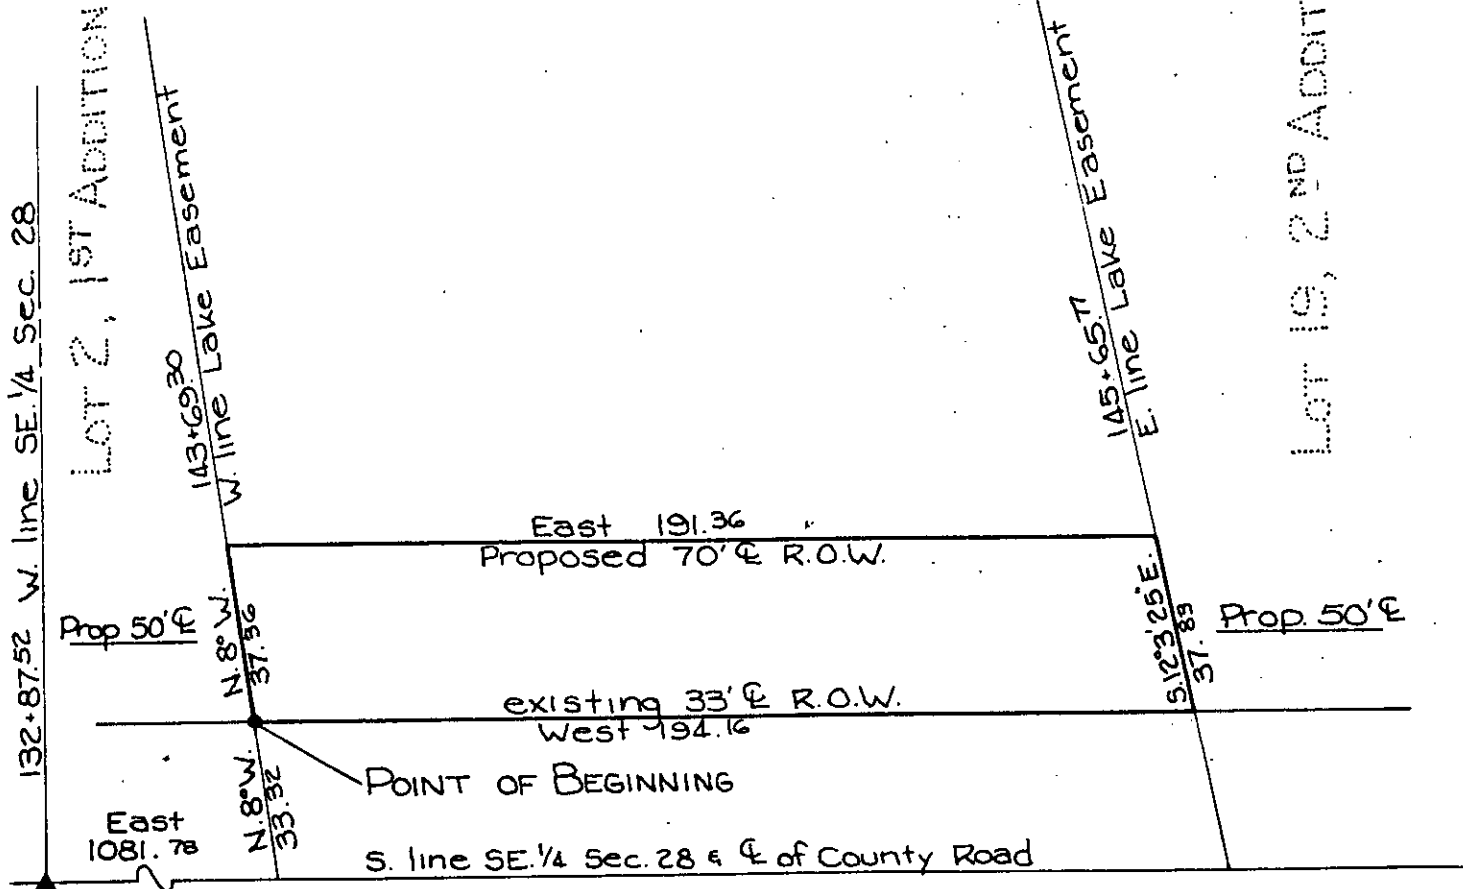 132+87.52 W. line SE.¼ Sec. 28
LOT 2, 1ST ADDITION
143+69.30
W. line Lake Easement
145+65.77
E. line Lake Easement
LOT 19, 2ND ADDIT
East 191.36
Proposed 70' ℄ R.O.W.
Prop 50' ℄
N. 8° W.
37.56
S.12°3'25"E.
37.83
Prop. 50' ℄
existing 33' ℄ R.O.W.
West 194.16
POINT OF BEGINNING
N. 8° W.
33.32
East
1081.78
S. line SE.¼ Sec. 28 & ℄ of County Road